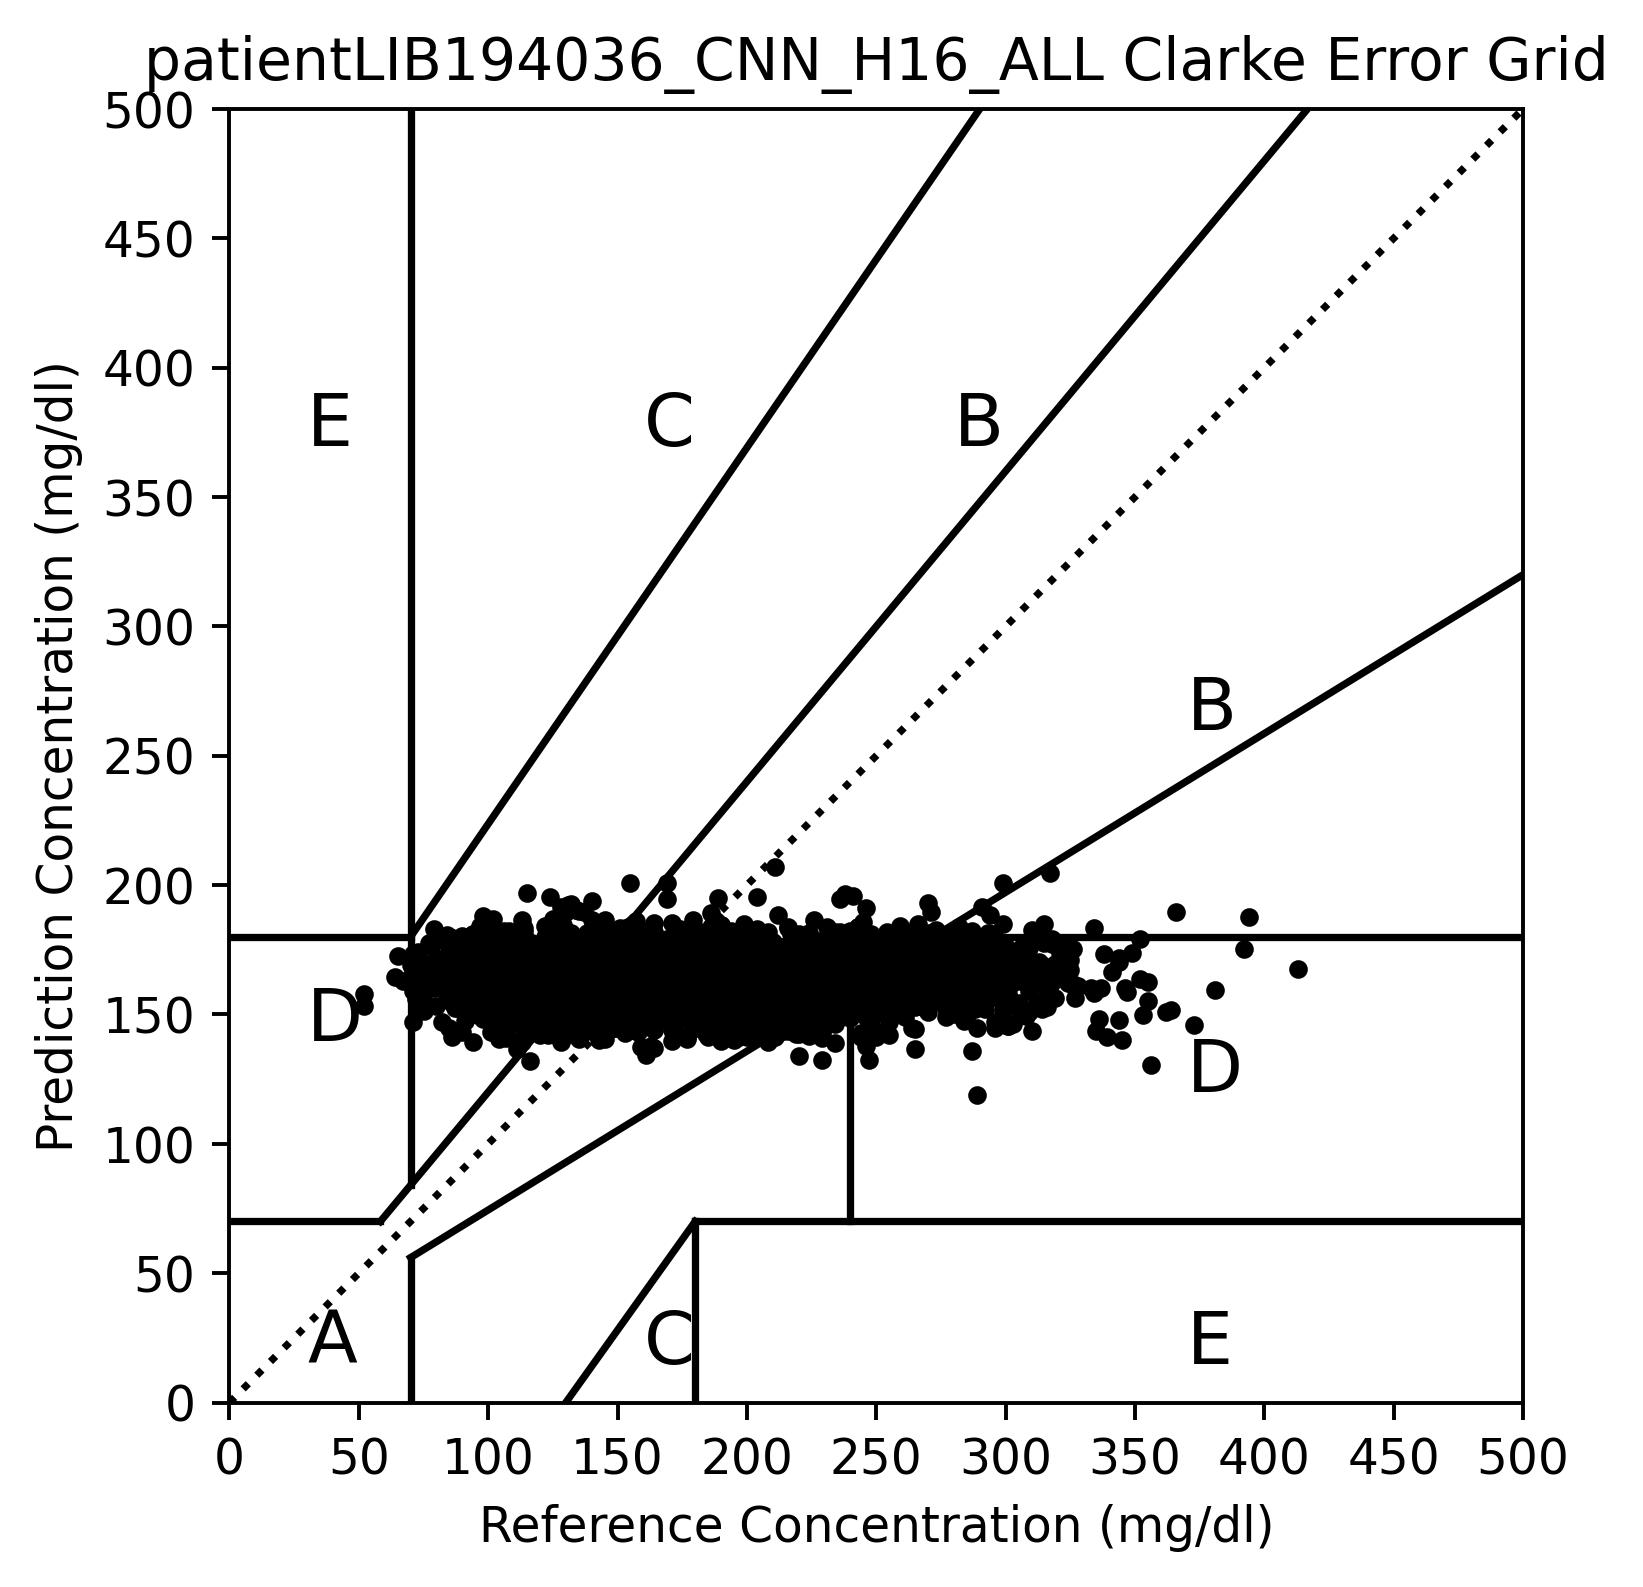 patientLIB194036_CNN_H16_ALL Clarke Error Grid
500
450
400
350
300
250
200
150
100
50
0
Prediction Concentration (mg/dl)
E
C
B
B
D
D
A
C
E
0 50 100 150 200 250 300 350 400 450 500
Reference Concentration (mg/dl)